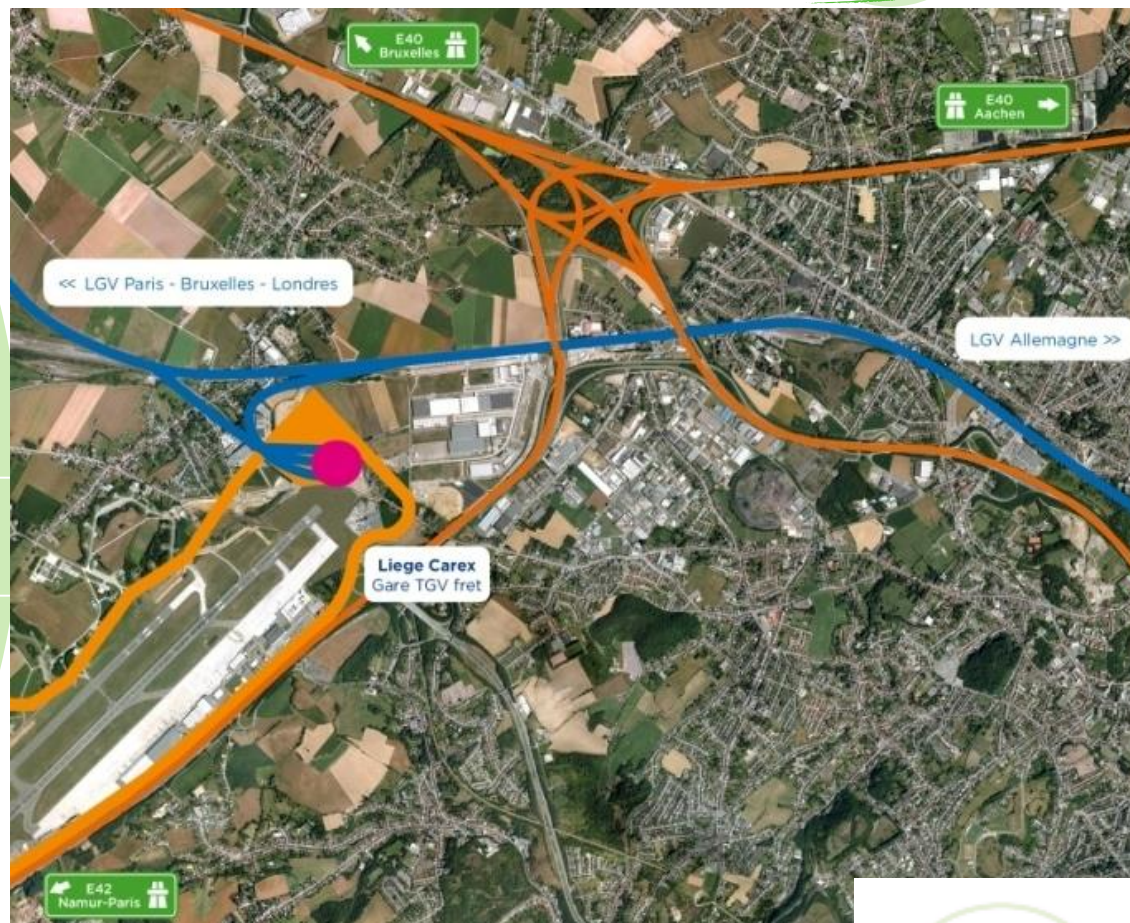 E40
Bruxelles
E40
Aachen
<< LGV Paris - Bruxelles - Londres
LGV Allemagne >>
Liege Carex
Gare TGV fret
E42
Namur-Paris